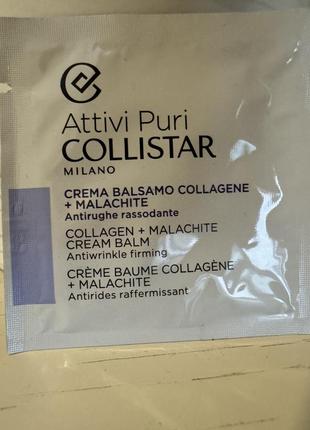 Attivi Puri
COLLISTAR
MILANO
CREMA BALSAMO COLLAGENE
+ MALACHITE
Antirughe rassodante
COLLAGEN + MALACHITE
CREAM BALM
Antiwrinkle firming
CRÈME BAUME COLLAGÈNE
+ MALACHITE
Antirides raffermissant